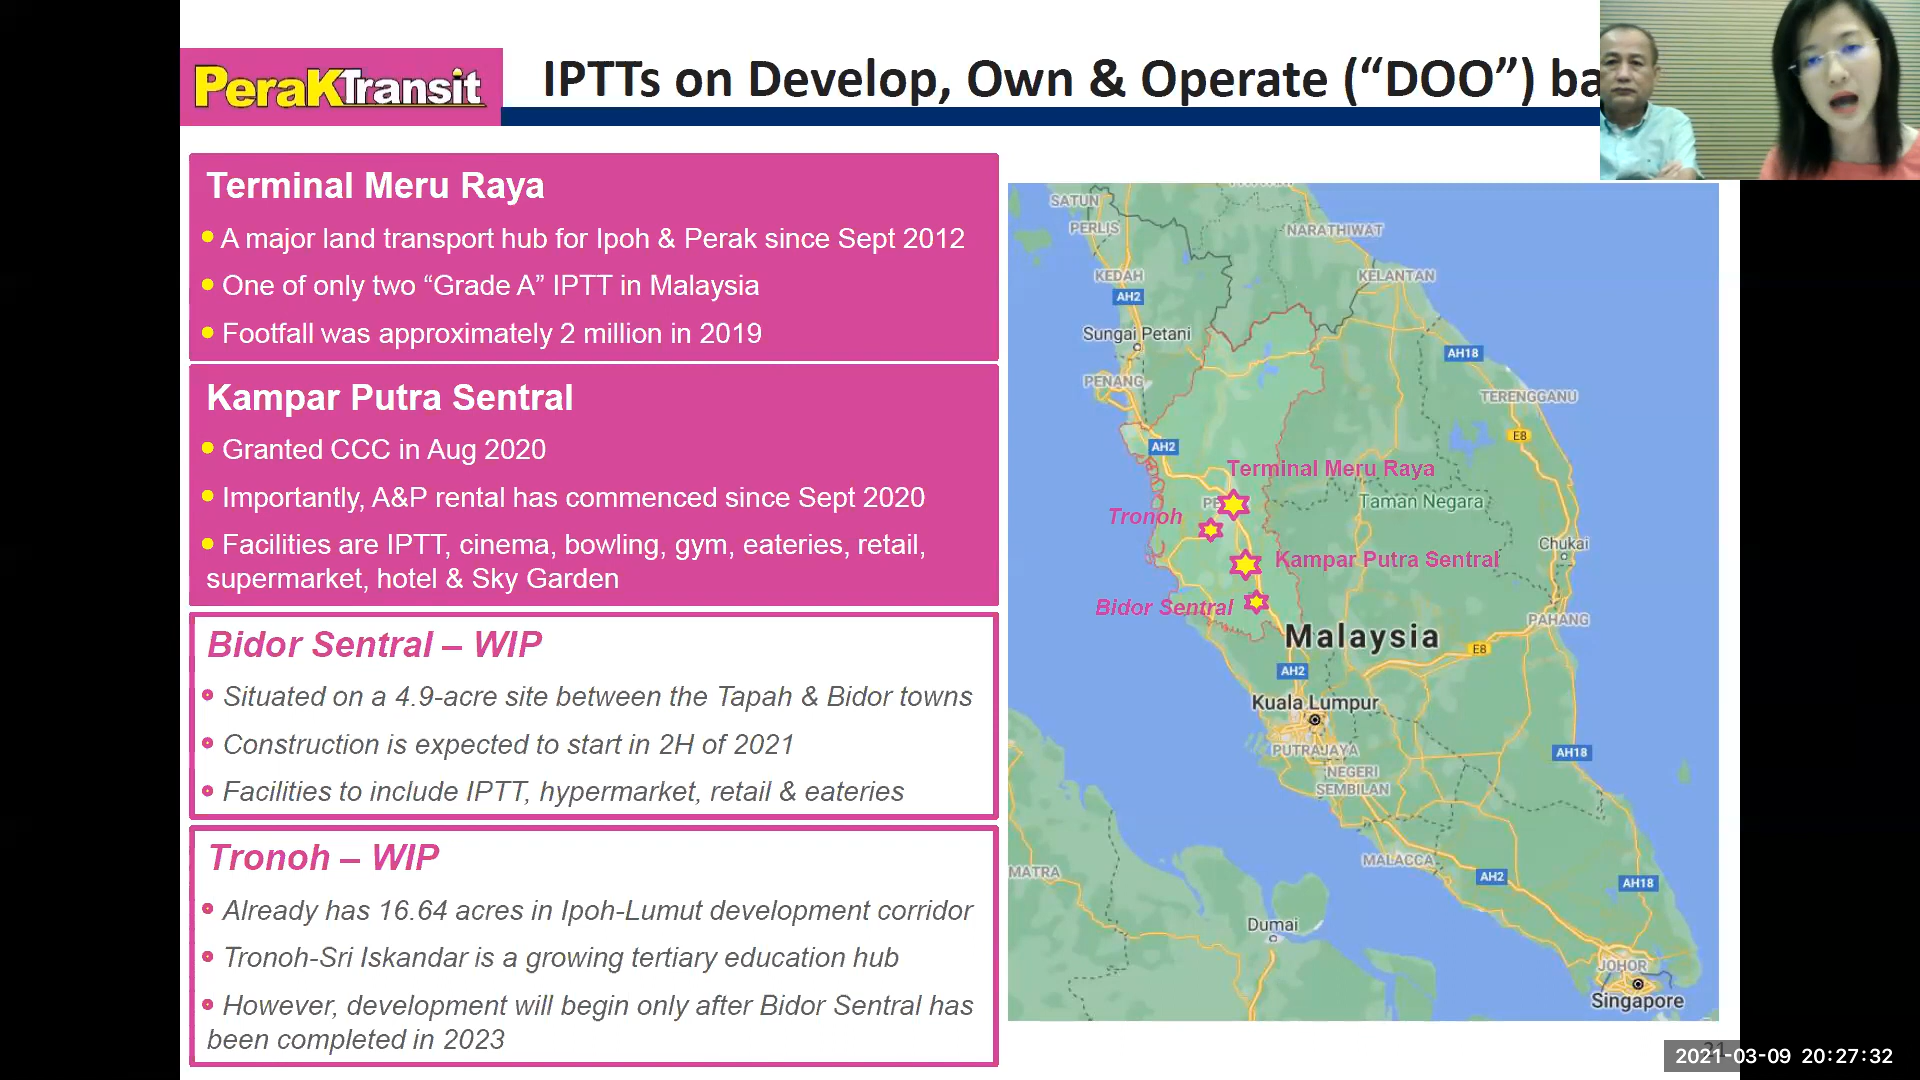 PeraKTransit
IPTTs on Develop, Own & Operate (“DOO”) ba
Terminal Meru Raya
A major land transport hub for Ipoh & Perak since Sept 2012
One of only two “Grade A” IPTT in Malaysia
Footfall was approximately 2 million in 2019
Kampar Putra Sentral
Granted CCC in Aug 2020
Importantly, A&P rental has commenced since Sept 2020
Facilities are IPTT, cinema, bowling, gym, eateries, retail,
supermarket, hotel & Sky Garden
Bidor Sentral – WIP
Situated on a 4.9-acre site between the Tapah & Bidor towns
Construction is expected to start in 2H of 2021
Facilities to include IPTT, hypermarket, retail & eateries
Tronoh – WIP
Already has 16.64 acres in Ipoh-Lumut development corridor
Tronoh-Sri Iskandar is a growing tertiary education hub
However, development will begin only after Bidor Sentral has
been completed in 2023
SATUN
PERLIS
NARATHIWAT
KEDAH
KELANTAN
AH2
Sungai Petani
AH18
PENANG
TERENGGANU
E8
AH2
Terminal Meru Raya
PE
Taman Negara
Tronoh
Chukai
Kampar Putra Sentral
Bidor Sentral
PAHANG
Malaysia
E8
AH2
Kuala Lumpur
PUTRAJAYA
AH18
NEGERI
SEMBILAN
MALACCA
MATRA
AH2
AH18
Dumai
JOHOR
Singapore
2021-03-09 20:27:32